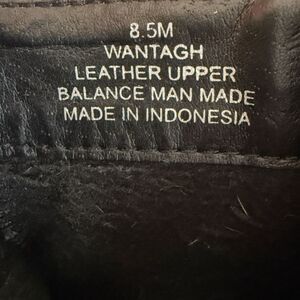 8.5M
WANTAGH
LEATHER UPPER
BALANCE MAN MADE
MADE IN INDONESIA